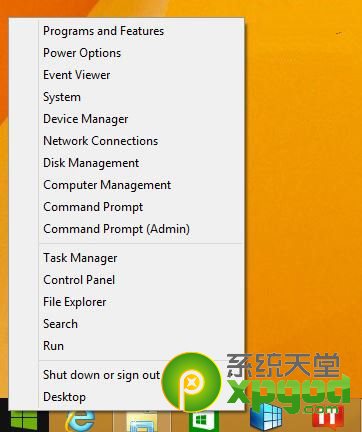 Programs and Features
Power Options
Event Viewer
System
Device Manager
Network Connections
Disk Management
Computer Management
Command Prompt
Command Prompt (Admin)
Task Manager
Control Panel
File Explorer
Search
Run
Shut down or sign out
Desktop
系统天堂
xpgod.com